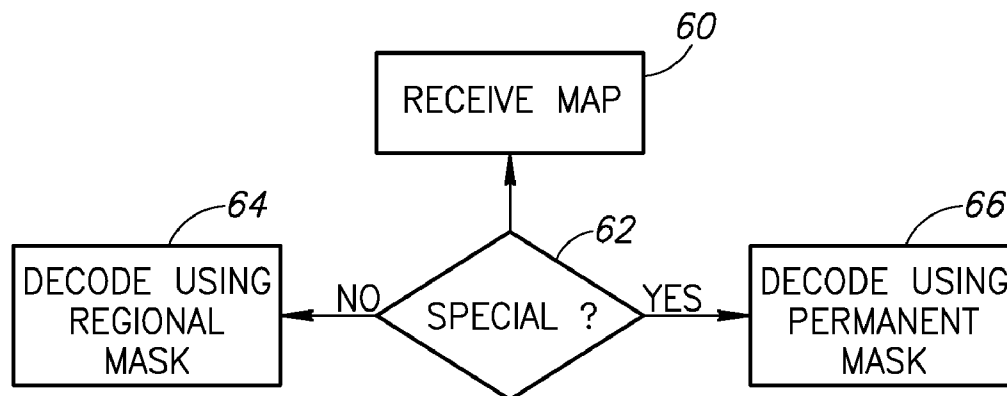 60
RECEIVE MAP
64
DECODE USING
REGIONAL
MASK
NO
62
SPECIAL ?
YES
66
DECODE USING
PERMANENT
MASK